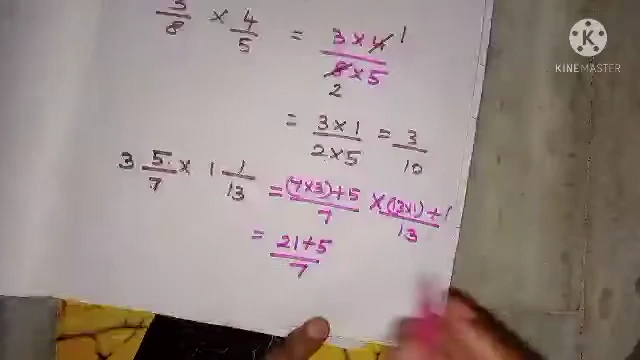 3/8 × 4/5 = 3 × 4 1 / 8 × 5 2
= 3 × 1 / 2 × 5 = 3/10
3 5/7 × 1 1/13 = (7×3)+5 / 7 × (13×1)+1 / 13
= 21+5 / 7
KINEMASTER